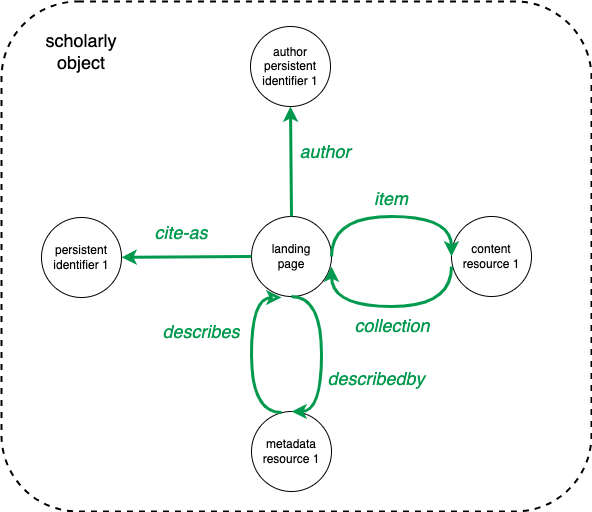 scholarly
object
author
persistent
identifier 1
author
item
cite-as
persistent
identifier 1
landing
page
content
resource 1
collection
describes
describedby
metadata
resource 1